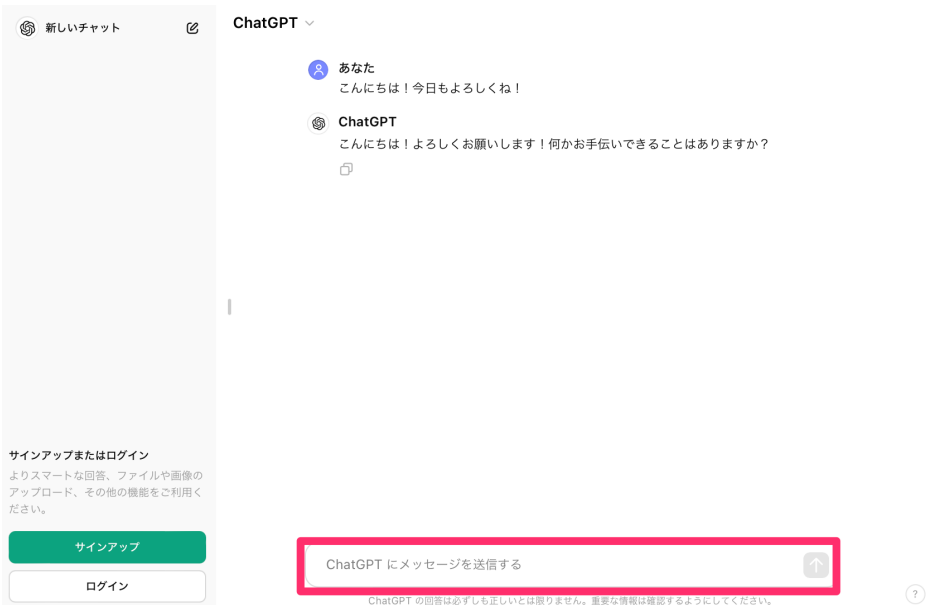 新しいチャット
ChatGPT
あなた
こんにちは！今日もよろしくね！
ChatGPT
こんにちは！よろしくお願いします！何かお手伝いできることはありますか？
サインアップまたはログイン
よりスマートな回答、ファイルや画像の
アップロード、その他の機能をご利用く
ださい。
サインアップ
ログイン
ChatGPT にメッセージを送信する
ChatGPT の回答は必ずしも正しいとは限りません。重要な情報は確認するようにしてください。
?